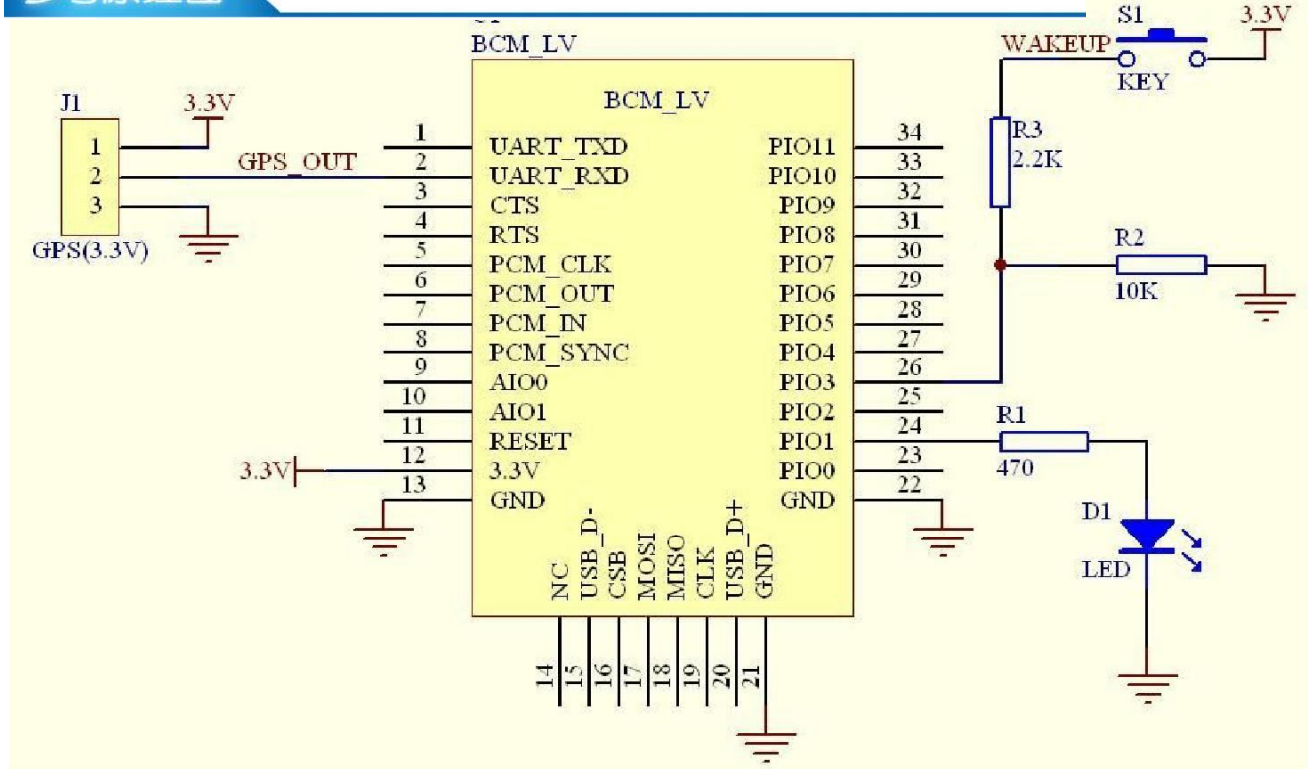 BCM_LV
BCM_LV
J1
3.3V
1
2
3
GPS_OUT
GPS(3.3V)
1 UART_TXD
2 UART_RXD
3 CTS
4 RTS
5 PCM_CLK
6 PCM_OUT
7 PCM_IN
8 PCM_SYNC
9 AIO0
10 AIO1
11 RESET
3.3V 12 3.3V
13 GND
PIO11 34
PIO10 33
PIO9 32
PIO8 31
PIO7 30
PIO6 29
PIO5 28
PIO4 27
PIO3 26
PIO2 25
PIO1 24
PIO0 23
GND 22
NC
USB_D-
CSB
MOSI
MISO
CLK
USB_D+
GND
14
15
16
17
18
19
20
21
S1
3.3V
WAKEUP
KEY
R3
2.2K
R2
10K
R1
470
D1
LED